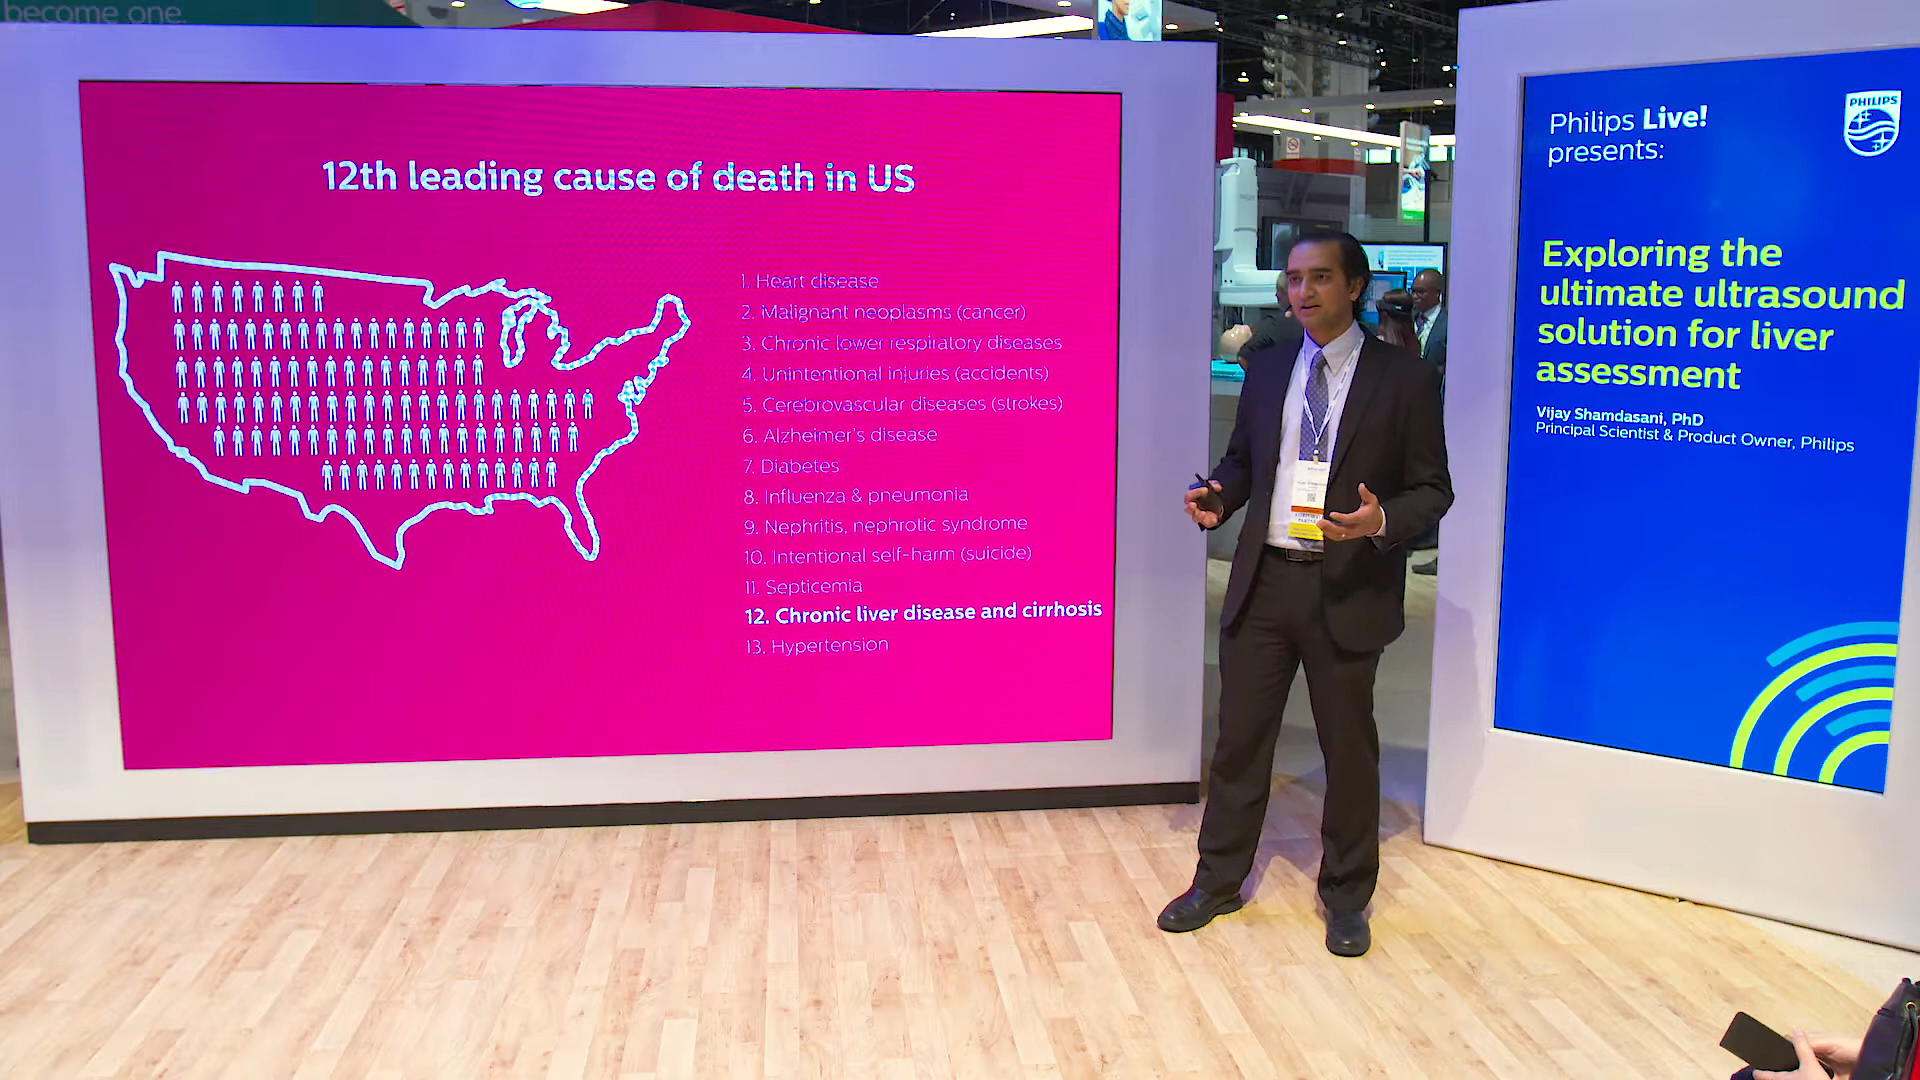 become one.
12th leading cause of death in US
1. Heart disease
2. Malignant neoplasms (cancer)
3. Chronic lower respiratory diseases
4. Unintentional injuries (accidents)
5. Cerebrovascular diseases (strokes)
6. Alzheimer's disease
7. Diabetes
8. Influenza & pneumonia
9. Nephritis, nephrotic syndrome
10. Intentional self-harm (suicide)
11. Septicemia
12. Chronic liver disease and cirrhosis
13. Hypertension
Philips Live!
presents:
PHILIPS
Exploring the
ultimate ultrasound
solution for liver
assessment
Vijay Shamdasani, PhD
Principal Scientist & Product Owner, Philips